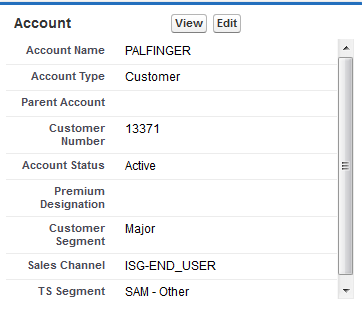 Account View Edit
Account Name PALFINGER
Account Type Customer
Parent Account
Customer Number 13371
Account Status Active
Premium Designation
Customer Segment Major
Sales Channel ISG-END_USER
TS Segment SAM - Other